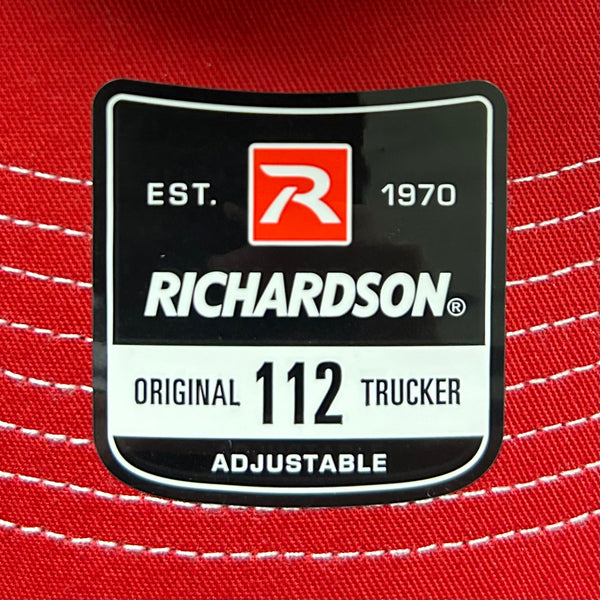 EST. R 1970
RICHARDSON®
ORIGINAL 112 TRUCKER
ADJUSTABLE